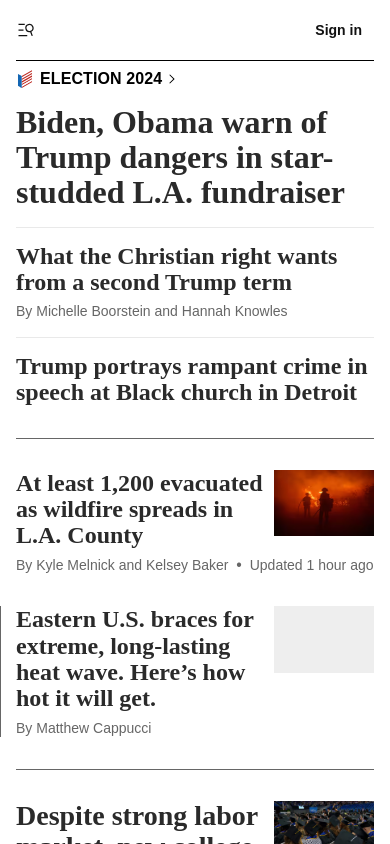 Sign in
ELECTION 2024
Biden, Obama warn of
Trump dangers in star-
studded L.A. fundraiser
What the Christian right wants
from a second Trump term
By Michelle Boorstein and Hannah Knowles
Trump portrays rampant crime in
speech at Black church in Detroit
At least 1,200 evacuated
as wildfire spreads in
L.A. County
By Kyle Melnick and Kelsey Baker • Updated 1 hour ago
Eastern U.S. braces for
extreme, long-lasting
heat wave. Here’s how
hot it will get.
By Matthew Cappucci
Despite strong labor
market, new college